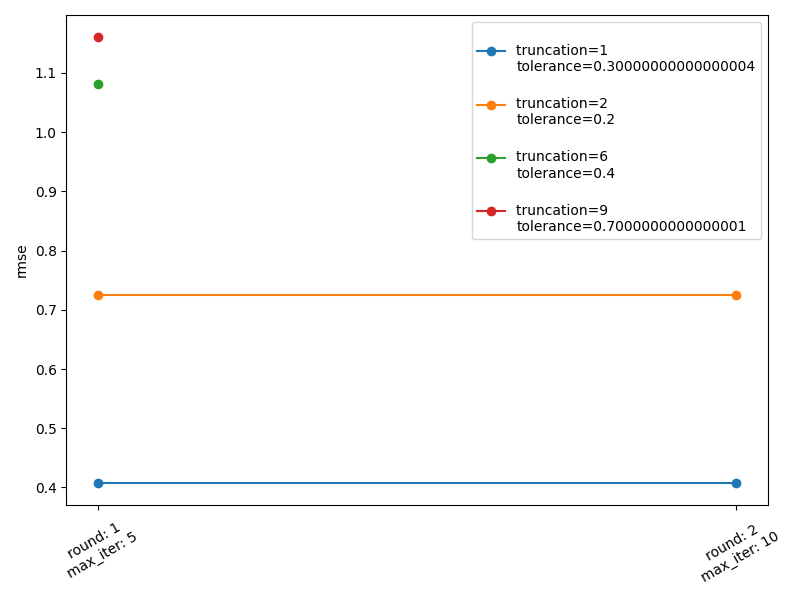 truncation=1
tolerance=0.30000000000000004
truncation=2
tolerance=0.2
truncation=6
tolerance=0.4
truncation=9
tolerance=0.7000000000000001
1.1
1.0
0.9
0.8
0.7
0.6
0.5
0.4
rmse
round: 1
max_iter: 5
round: 2
max_iter: 10